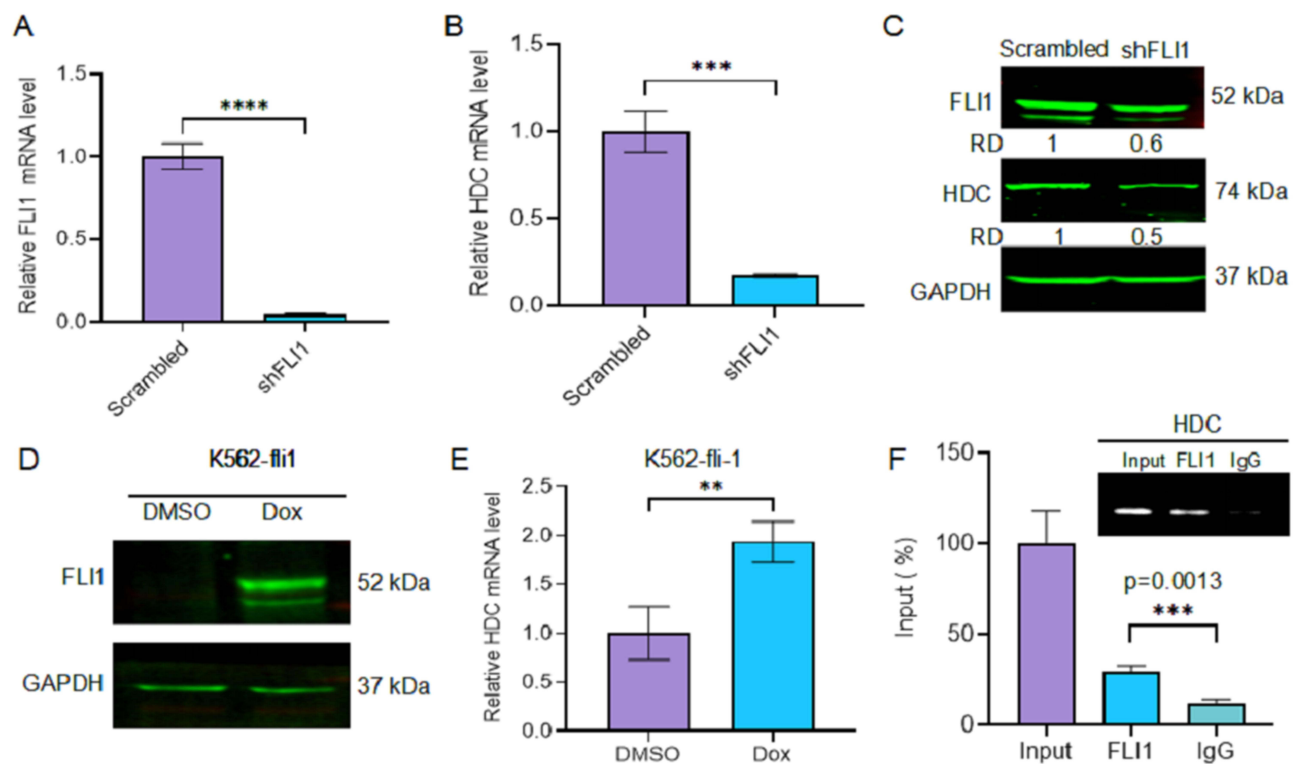 A
Relative FLI1 mRNA level
1.5
1.0
0.5
0.0
****
Scrambled
shFLI1
B
Relative HDC mRNA level
1.5
1.0
0.5
0.0
***
Scrambled
shFLI1
C
Scrambled shFLI1
FLI1 52 kDa
RD 1 0.6
HDC 74 kDa
RD 1 0.5
GAPDH 37 kDa
D
K562-fli1
DMSO Dox
FLI1 52 kDa
GAPDH 37 kDa
E
K562-fli-1
Relative HDC mRNA level
2.5
2.0
1.5
1.0
0.5
0.0
**
DMSO Dox
F
Input ( %)
150
100
50
0
HDC
Input FLI1 IgG
p=0.0013
***
Input FLI1 IgG